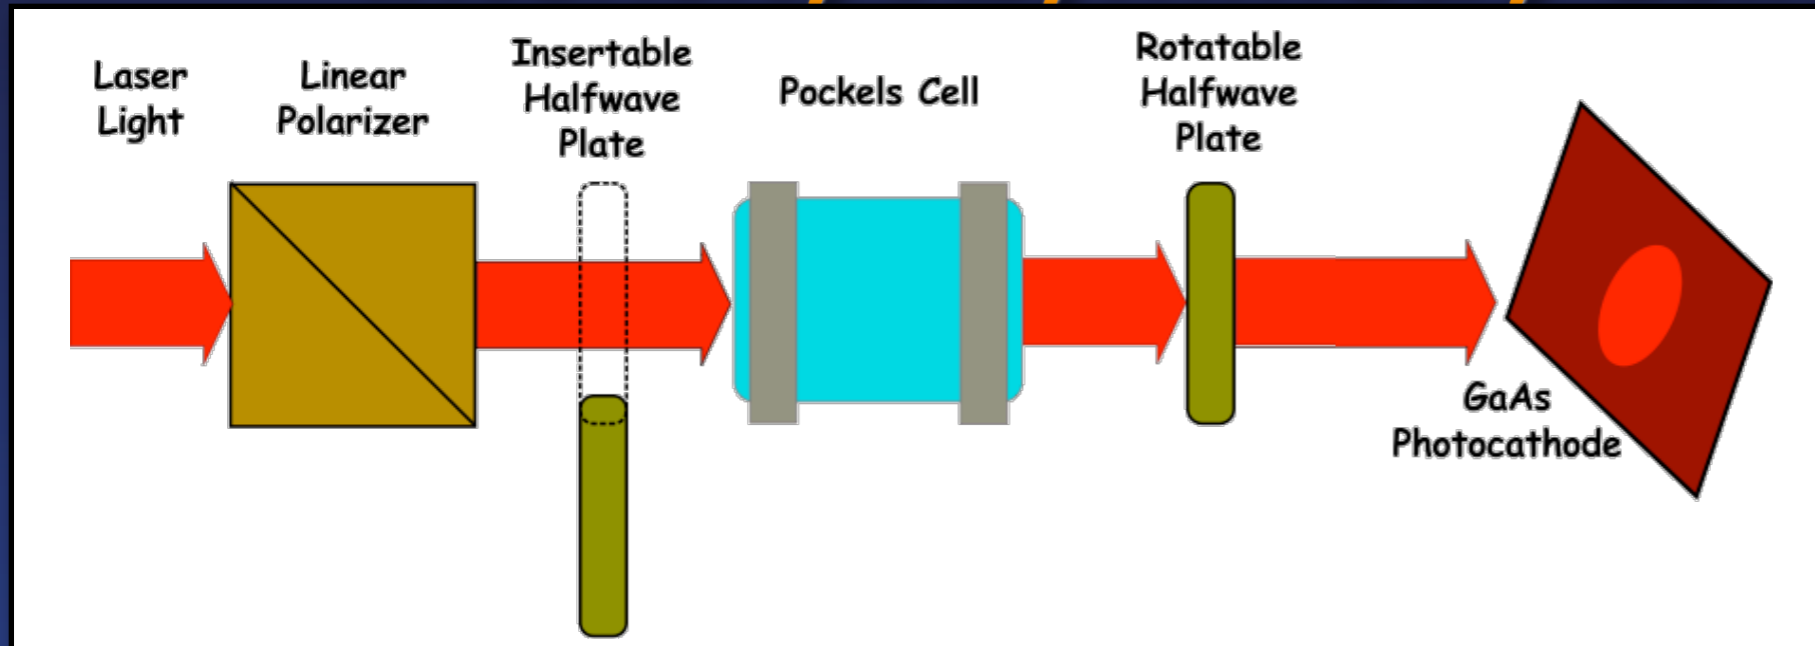 Laser
Light
Linear
Polarizer
Insertable
Halfwave
Plate
Pockels Cell
Rotatable
Halfwave
Plate
GaAs
Photocathode